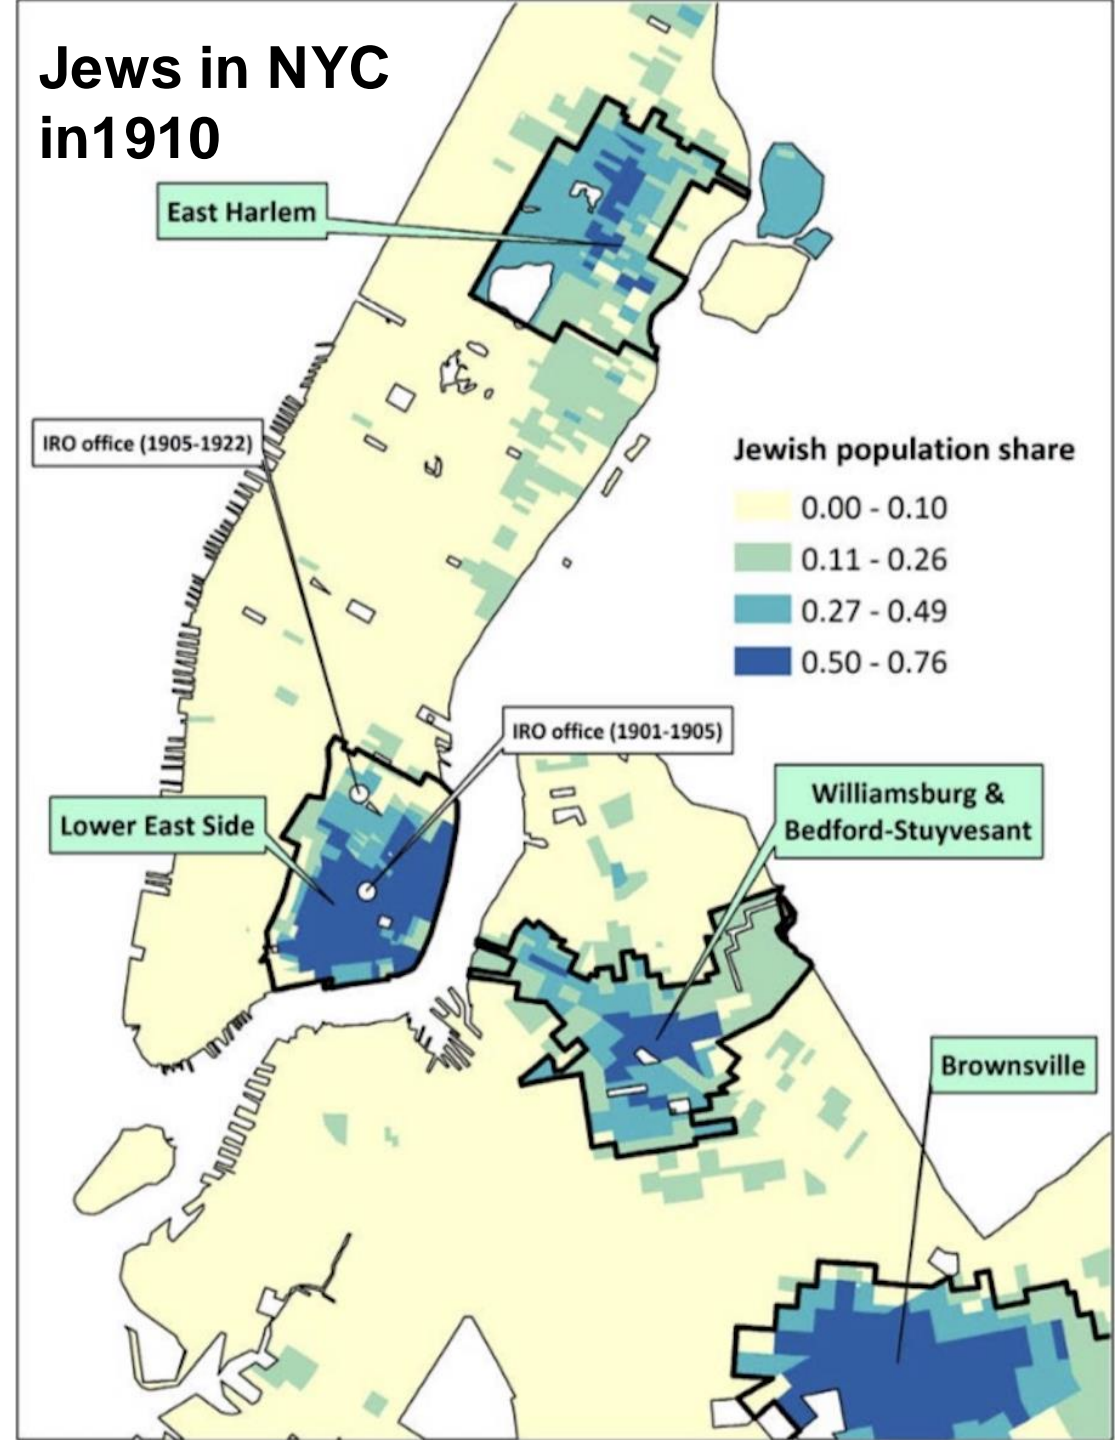 Jews in NYC
in1910
East Harlem
IRO office (1905-1922)
Jewish population share
0.00 - 0.10
0.11 - 0.26
0.27 - 0.49
0.50 - 0.76
IRO office (1901-1905)
Williamsburg &
Bedford-Stuyvesant
Lower East Side
Brownsville